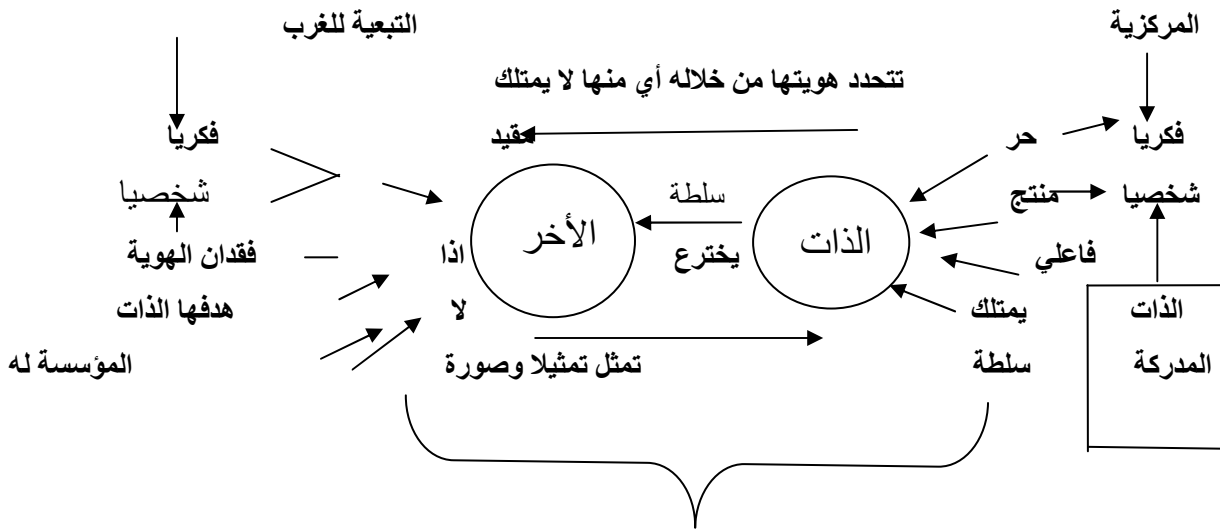 المركزية التبعية للغرب
تتحدد هويتها من خلاله أي منها لا يمتلك
فكريا حر مقيد فكريا
شخصيا منتج سلطة شخصيا
الذات الأخر
فاعلي يخترع اذا فقدان الهوية
الذات يمتلك لا هدفها الذات
المدركة سلطة تمثل تمثيلا وصورة المؤسسة له